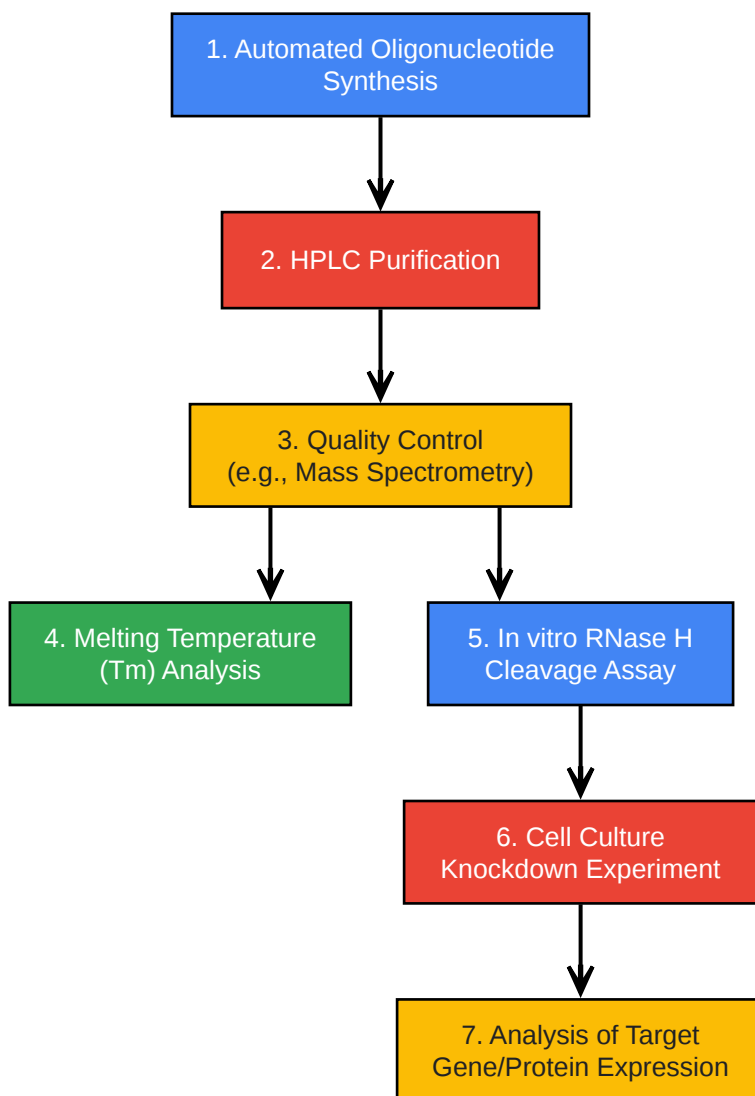 1. Automated Oligonucleotide
Synthesis
2. HPLC Purification
3. Quality Control
(e.g., Mass Spectrometry)
4. Melting Temperature
(Tm) Analysis
5. In vitro RNase H
Cleavage Assay
6. Cell Culture
Knockdown Experiment
7. Analysis of Target
Gene/Protein Expression